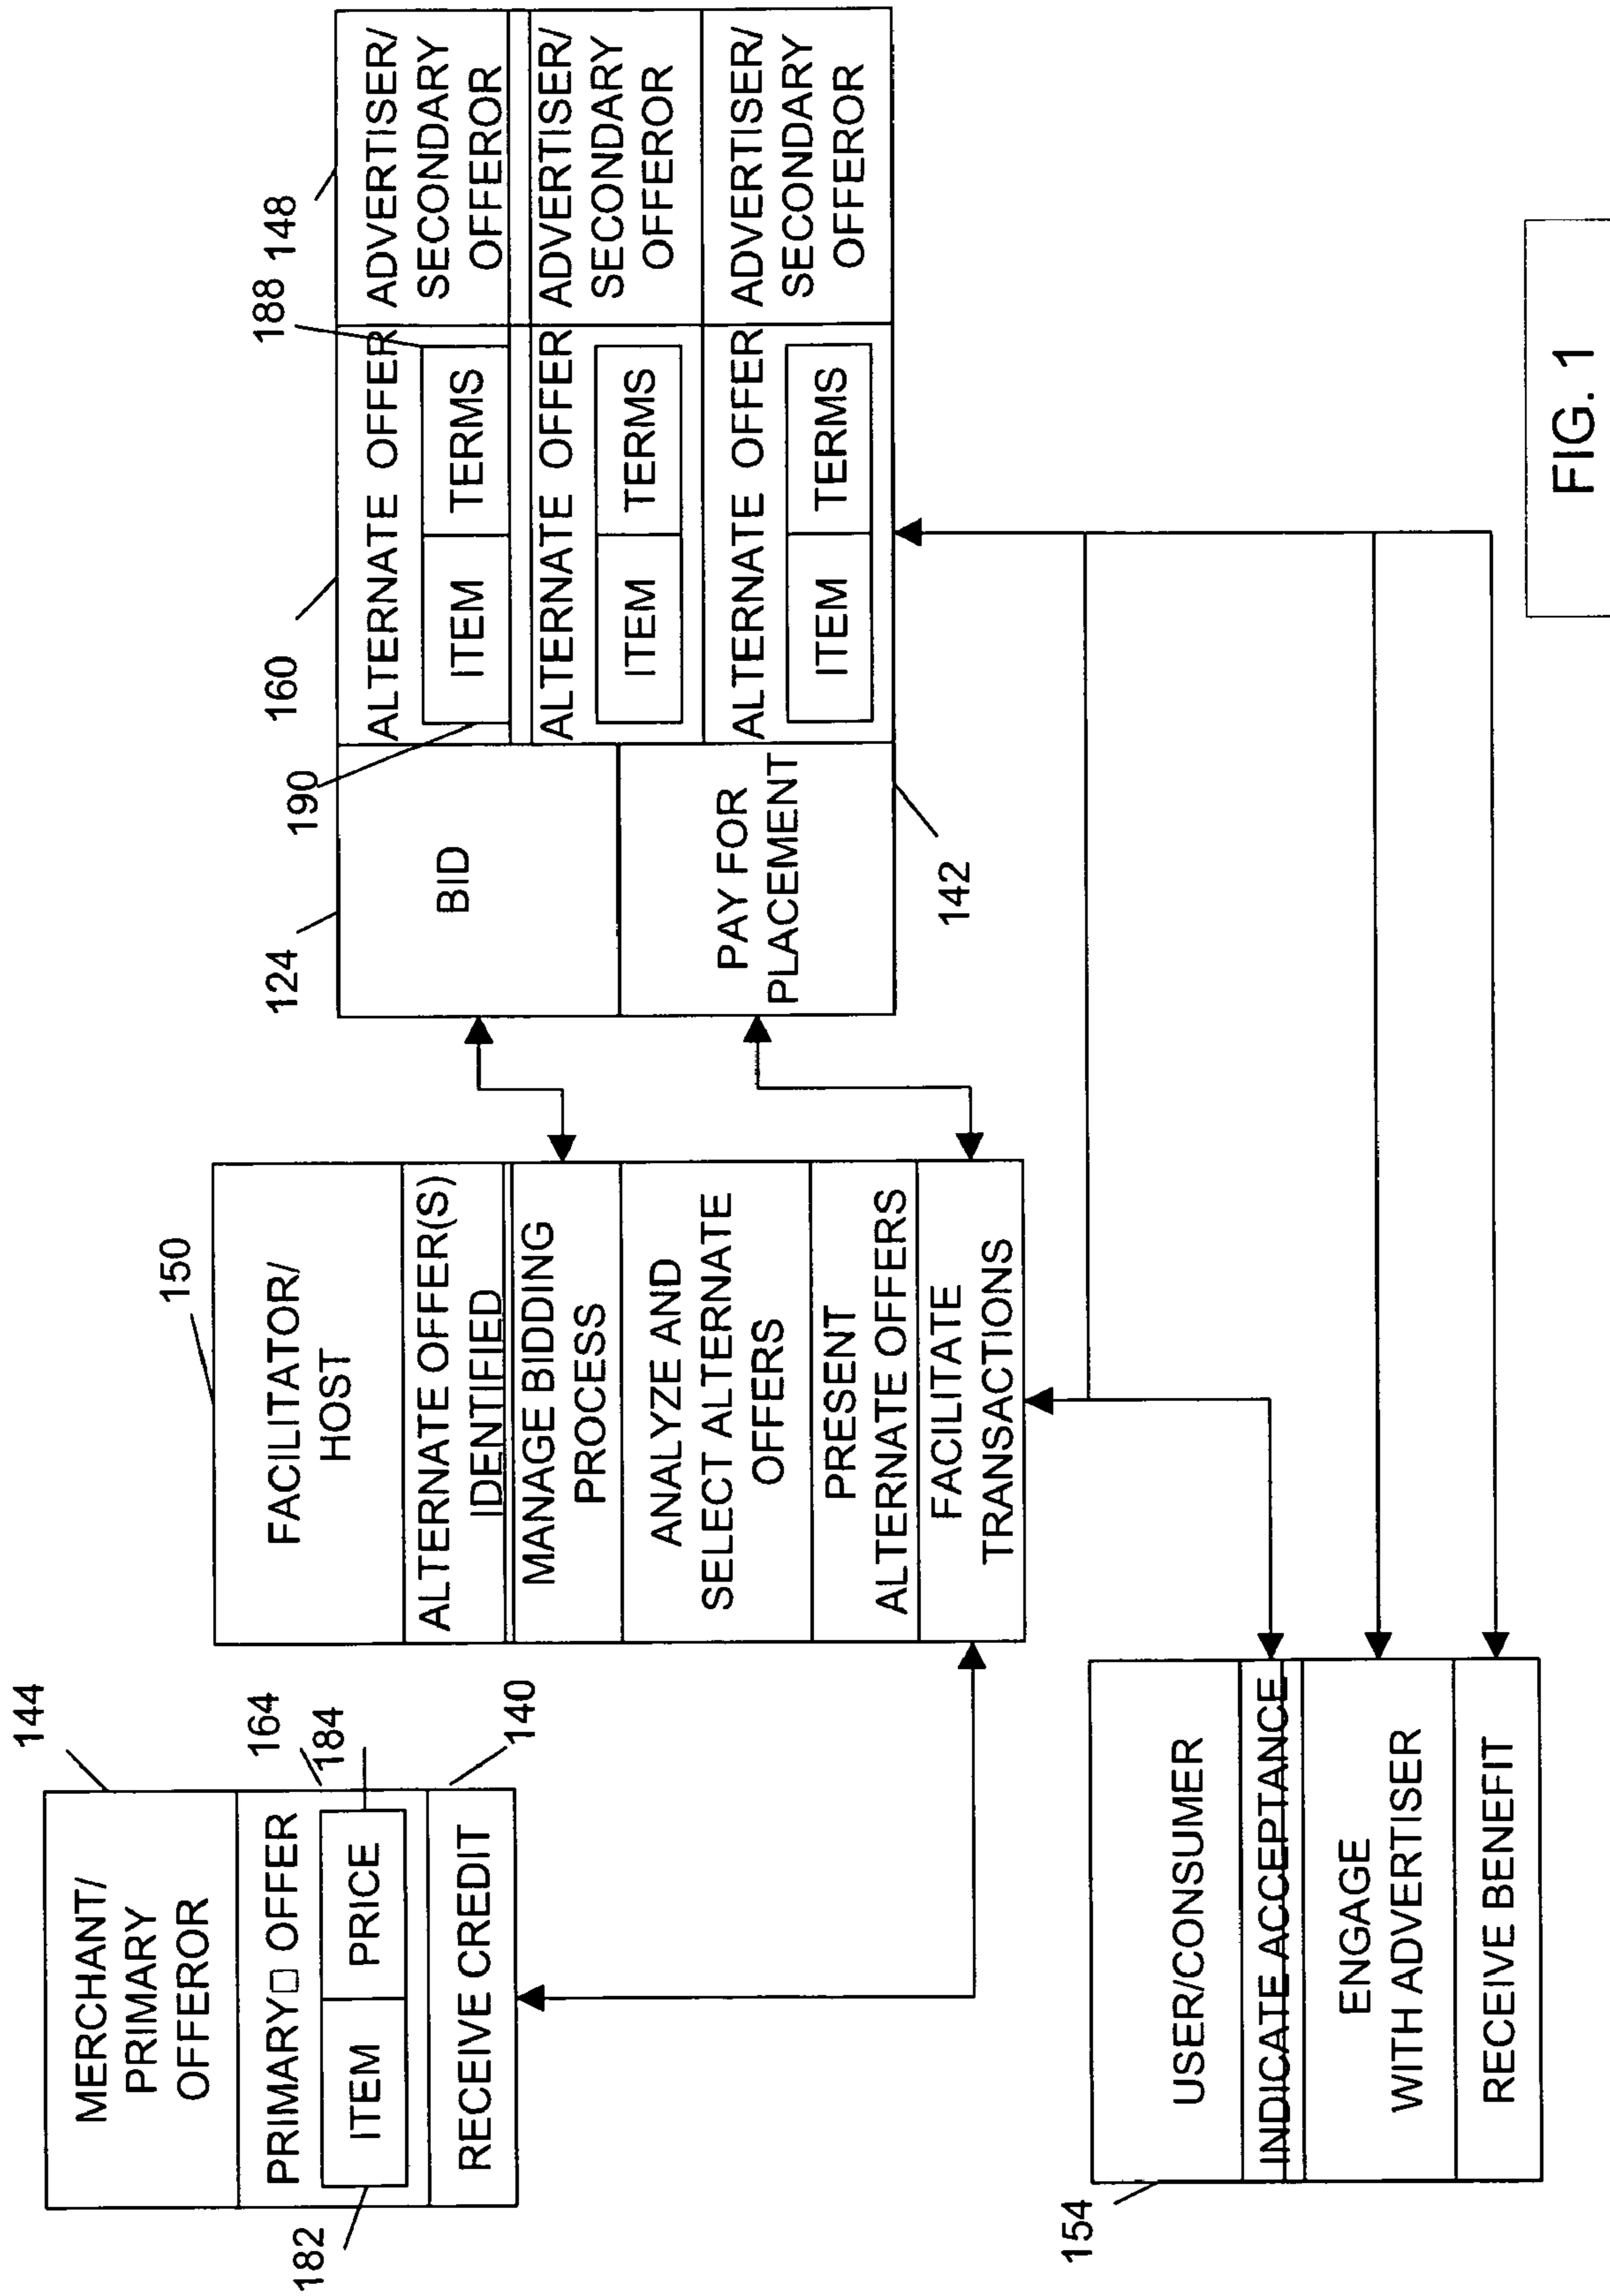 144
MERCHANT/
PRIMARY
OFFEROR
PRIMARY□ OFFER
164
184
ITEM
PRICE
182
RECEIVE CREDIT
140
150
FACILITATOR/
HOST
ALTERNATE OFFER(S)
IDENTIFIED
MANAGE BIDDING
PROCESS
ANALYZE AND
SELECT ALTERNATE
OFFERS
PRESENT
ALTERNATE OFFERS
FACILITATE
TRANSACTIONS
124
BID
PAY FOR
PLACEMENT
142
190
160
188
148
ALTERNATE OFFER
ITEM
TERMS
ADVERTISER/
SECONDARY
OFFEROR
ALTERNATE OFFER
ITEM
TERMS
ADVERTISER/
SECONDARY
OFFEROR
ALTERNATE OFFER
ITEM
TERMS
ADVERTISER/
SECONDARY
OFFEROR
154
USER/CONSUMER
INDICATE ACCEPTANCE
ENGAGE
WITH ADVERTISER
RECEIVE BENEFIT
FIG. 1